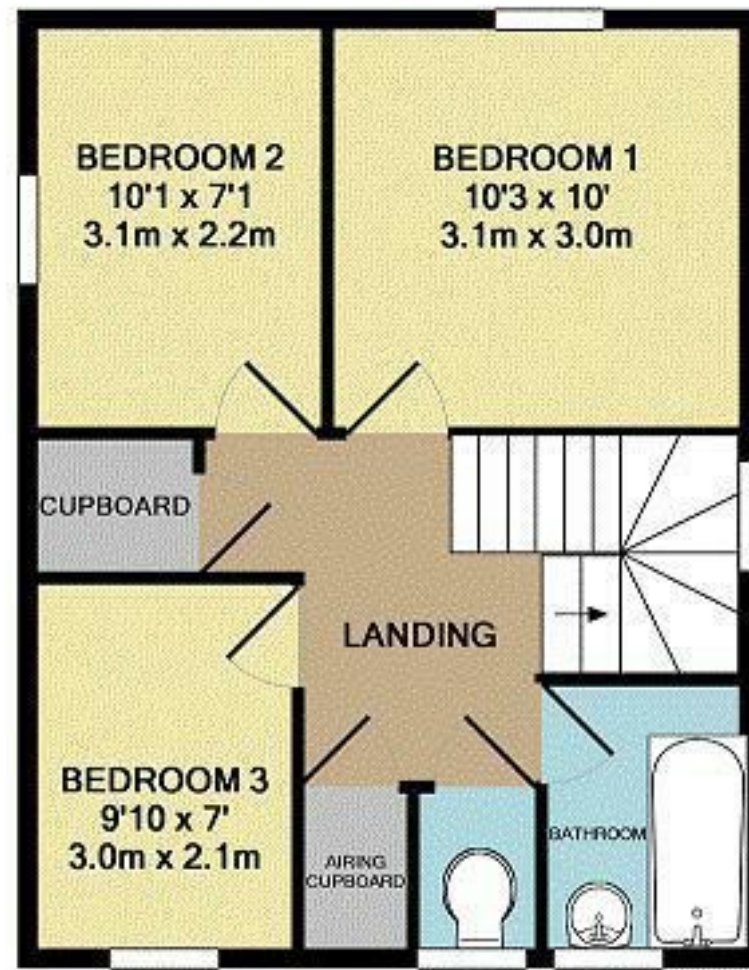 BEDROOM 2
10'1 x 7'1
3.1m x 2.2m
BEDROOM 1
10'3 x 10'
3.1m x 3.0m
CUPBOARD
LANDING
BEDROOM 3
9'10 x 7'
3.0m x 2.1m
AIRING
CUPBOARD
BATHROOM